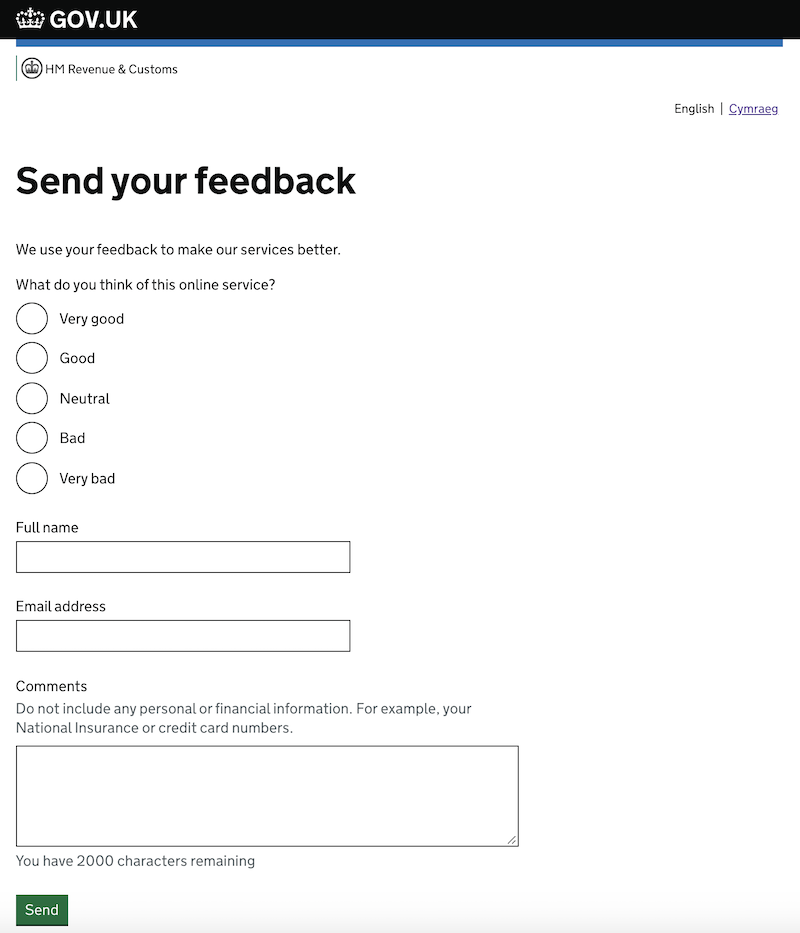 GOV.UK
HM Revenue & Customs
English | Cymraeg
Send your feedback
We use your feedback to make our services better.
What do you think of this online service?
Very good
Good
Neutral
Bad
Very bad
Full name
Email address
Comments
Do not include any personal or financial information. For example, your
National Insurance or credit card numbers.
You have 2000 characters remaining
Send